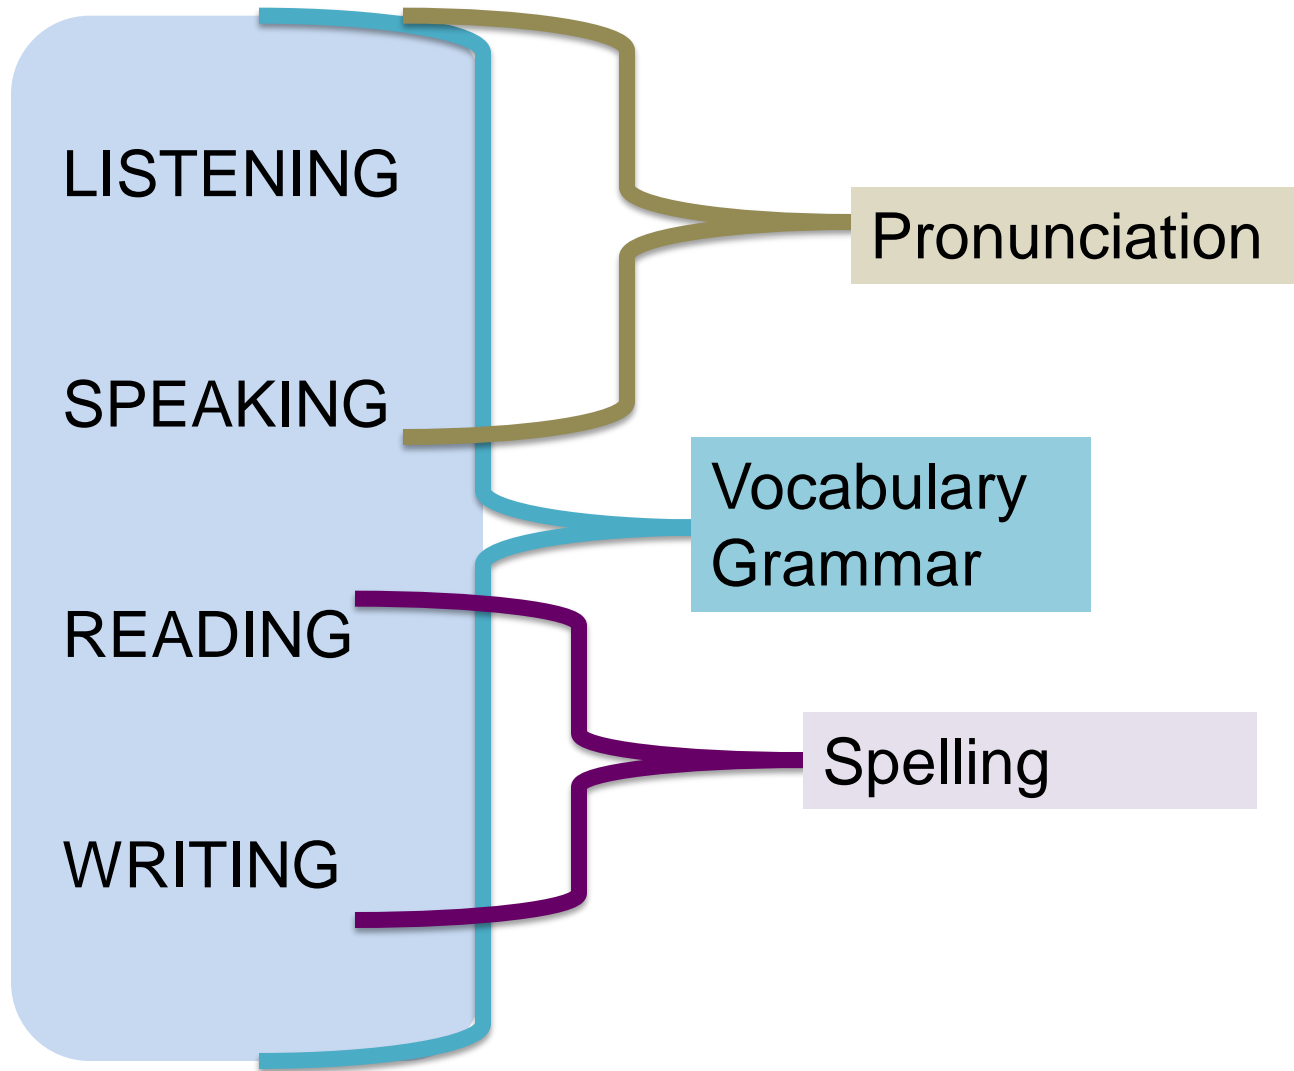 LISTENING
Pronunciation
SPEAKING
Vocabulary
Grammar
READING
Spelling
WRITING